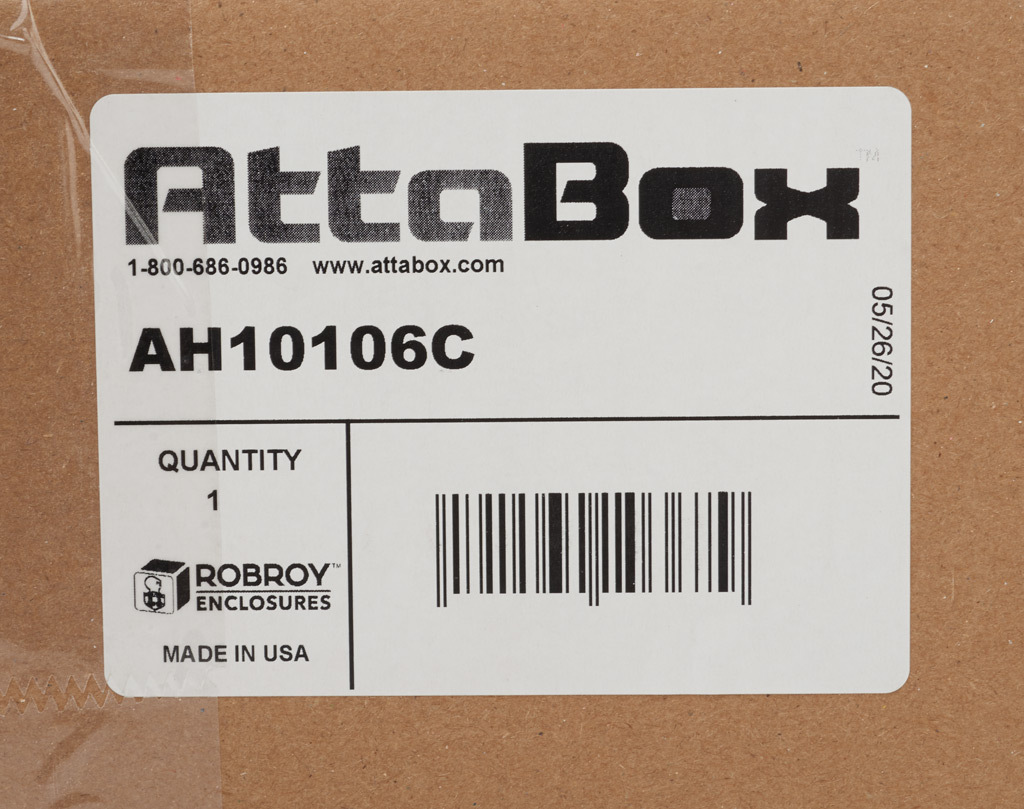 AttaBox™
1-800-686-0986 www.attabox.com
AH10106C
05/26/20
QUANTITY
1
ROBROY™
ENCLOSURES
MADE IN USA